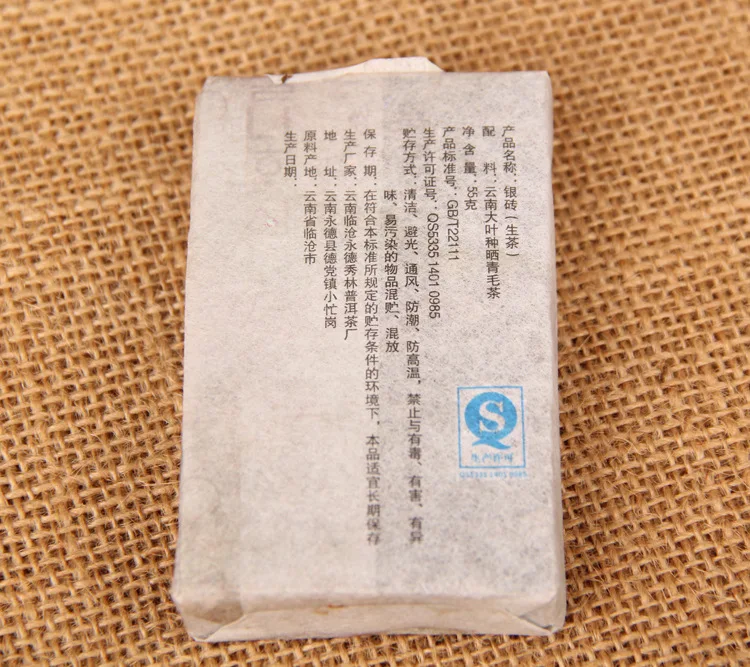 产品名称：银砖（生茶）
配 料：云南大叶种晒青毛茶
净 含 量：55克
产品标准号：GB/T22111
生产许可证号：QS5335 1401 0985
贮存方式：清洁、避光、通风、防潮、防高温，禁止与有毒、有害、有异
味、易污染的物品混贮、混放
保 存 期：在符合本标准所规定的贮存条件的环境下，本品适宜长期保存
生产厂家：云南临沧永德秀林普洱茶厂
地 址：云南永德县德党镇小忙岗
原料产地：云南省临沧市
生产日期：
QS
生产许可